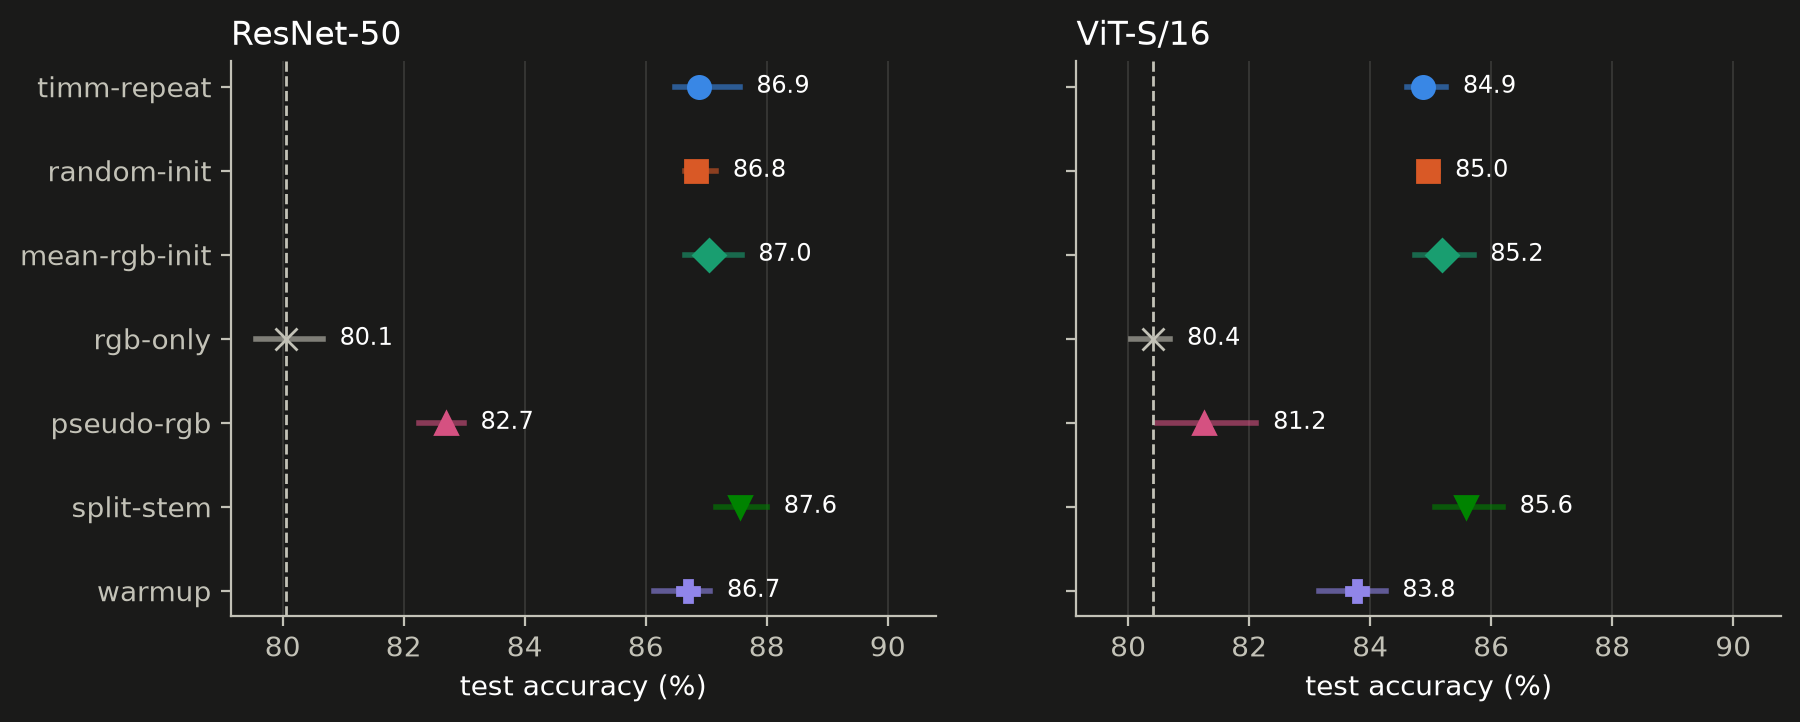 ResNet-50
ViT-S/16
timm-repeat
86.9
84.9
random-init
86.8
85.0
mean-rgb-init
87.0
85.2
rgb-only
80.1
80.4
pseudo-rgb
82.7
81.2
split-stem
87.6
85.6
warmup
86.7
83.8
80 82 84 86 88 90
80 82 84 86 88 90
test accuracy (%)
test accuracy (%)